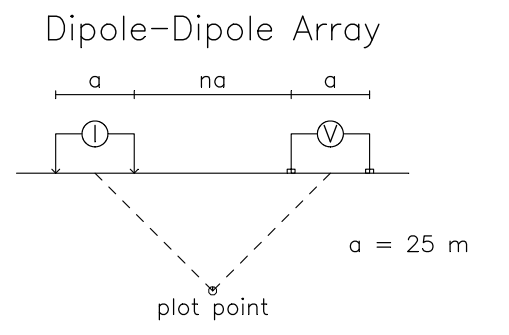 Dipole-Dipole Array
a na a
I V
a = 25 m
plot point